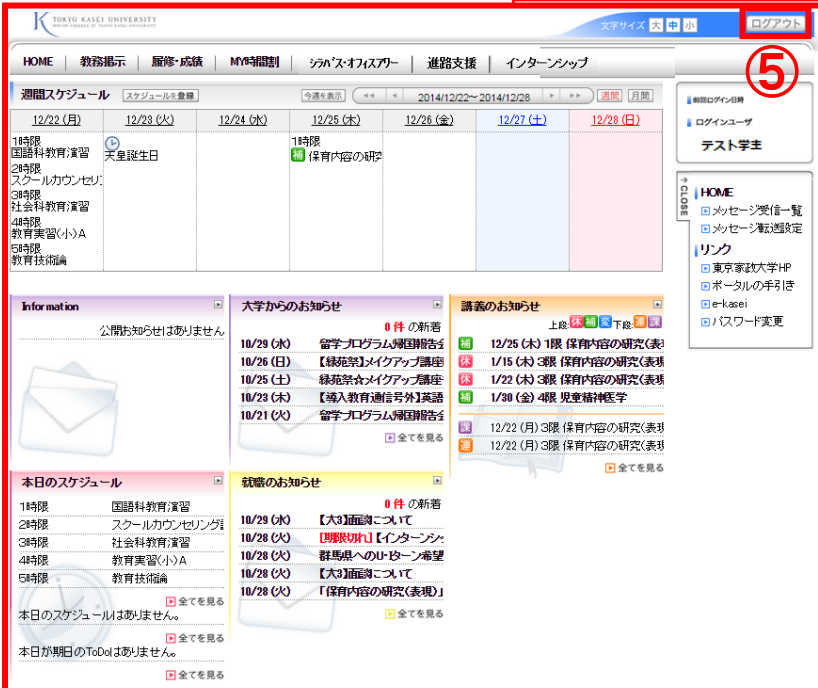 TOKYO KASEI UNIVERSITY
文字サイズ 大 中 小
ログアウト
⑤
HOME 教務掲示 履修・成績 MY時間割 シラバス・オフィスアワー 進路支援 インターンシップ
週間スケジュール スケジュールを登録 今週を表示 2014/12/22～2014/12/28 週間 月間
12/22 (月) 12/23 (火) 12/24 (水) 12/25 (木) 12/26 (金) 12/27 (土) 12/28 (日)
1時限
国語科教育演習
2時限
スクールカウンセリ
3時限
社会科教育演習
4時限
教育実習(小)A
5時限
教育技術論
天皇誕生日
1時限
補 保育内容の研究
前回ログイン日時
ログインユーザ
テスト学生
CLOSE
HOME
メッセージ受信一覧
メッセージ転送設定
リンク
東京家政大学HP
ポータルの手引き
e-kasei
パスワード変更
Information
公開お知らせはありません
大学からのお知らせ
0 件 の新着
10/29 (水) 留学プログラム帰国報告会
10/26 (日) 【緑苑祭】メイクアップ講座
10/25 (土) 緑苑祭☆メイクアップ講座
10/23 (木) 【導入教育通信号外】英語
10/21 (火) 留学プログラム帰国報告会
全てを見る
講義のお知らせ
上段:休 補 変 下段:連 課
補 12/25 (木) 1限 保育内容の研究(表現
休 1/15 (木) 3限 保育内容の研究(表現
休 1/22 (木) 3限 保育内容の研究(表現
補 1/30 (金) 4限 児童精神医学
課 12/22 (月) 3限 保育内容の研究(表現
連 12/22 (月) 3限 保育内容の研究(表現
全てを見る
本日のスケジュール
1時限 国語科教育演習
2時限 スクールカウンセリング
3時限 社会科教育演習
4時限 教育実習(小)A
5時限 教育技術論
全てを見る
本日のスケジュールはありません。
全てを見る
本日が期日のToDoはありません。
全てを見る
就職のお知らせ
0 件 の新着
10/29 (水) 【大3】面談について
10/28 (火) [期限切れ]【インターンシッ
10/28 (火) 群馬県へのU・Iターン希望
10/28 (火) 【大3】面談について
10/28 (火) 「保育内容の研究(表現)」
全てを見る